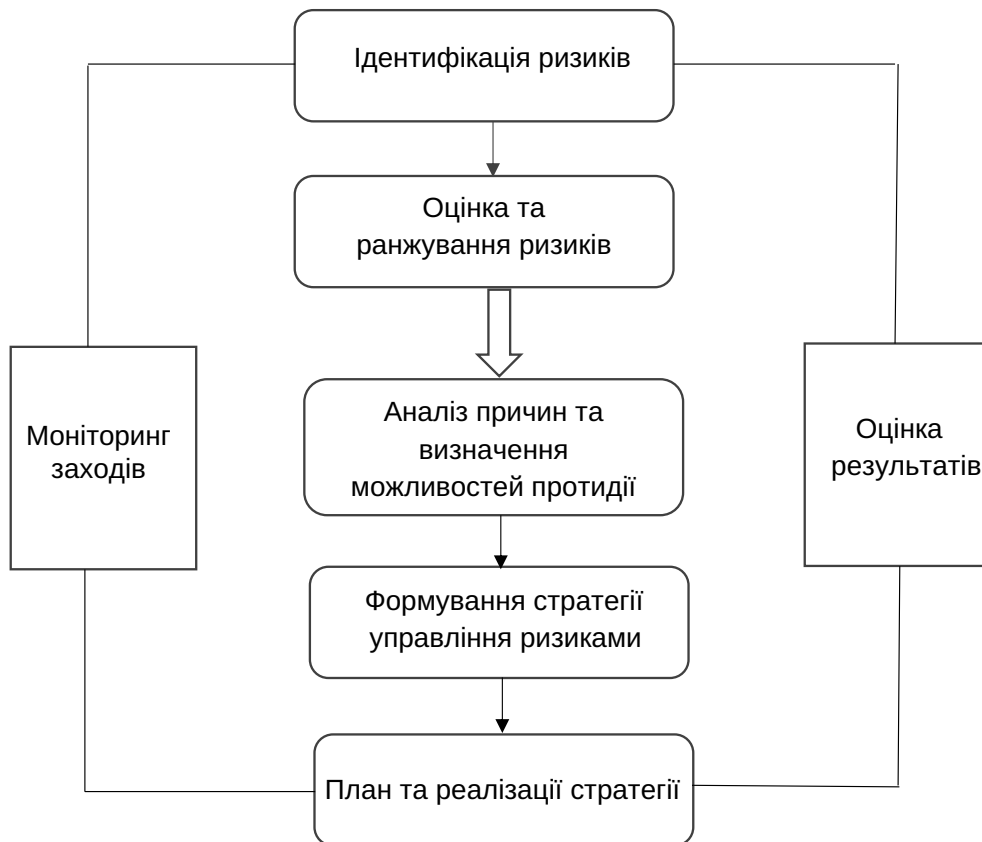 Ідентифікація ризиків
Оцінка та
ранжування ризиків
Аналіз причин та
визначення
можливостей протидії
Моніторинг
заходів
Оцінка
результатів
Формування стратегії
управління ризиками
План та реалізації стратегії